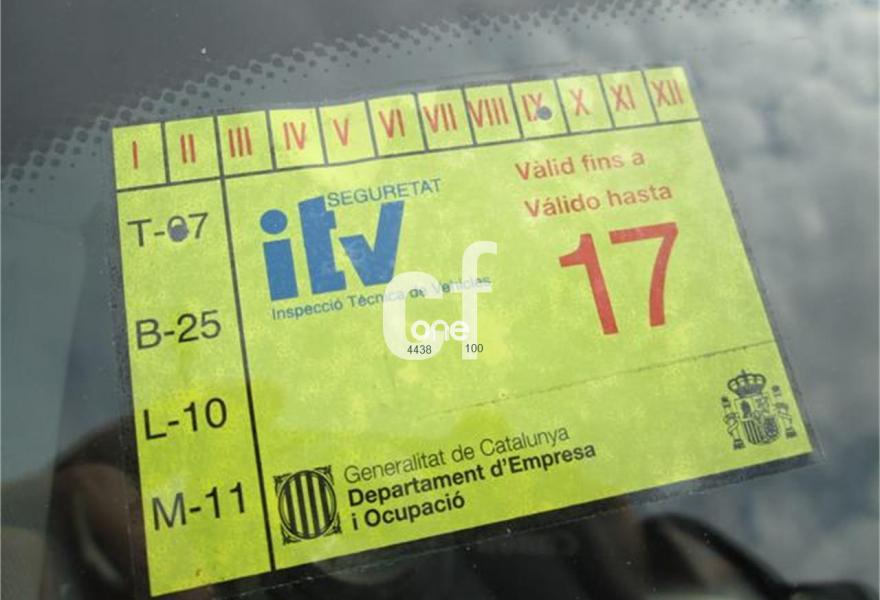 I II III IV V VI VII VIII IX X XI XII
T-07
B-25
L-10
M-11
SEGURETAT
itv
Inspecció Tècnica de Vehicles
Vàlid fins a
Válido hasta
17
cf
one
4438 100
Generalitat de Catalunya
Departament d'Empresa
i Ocupació